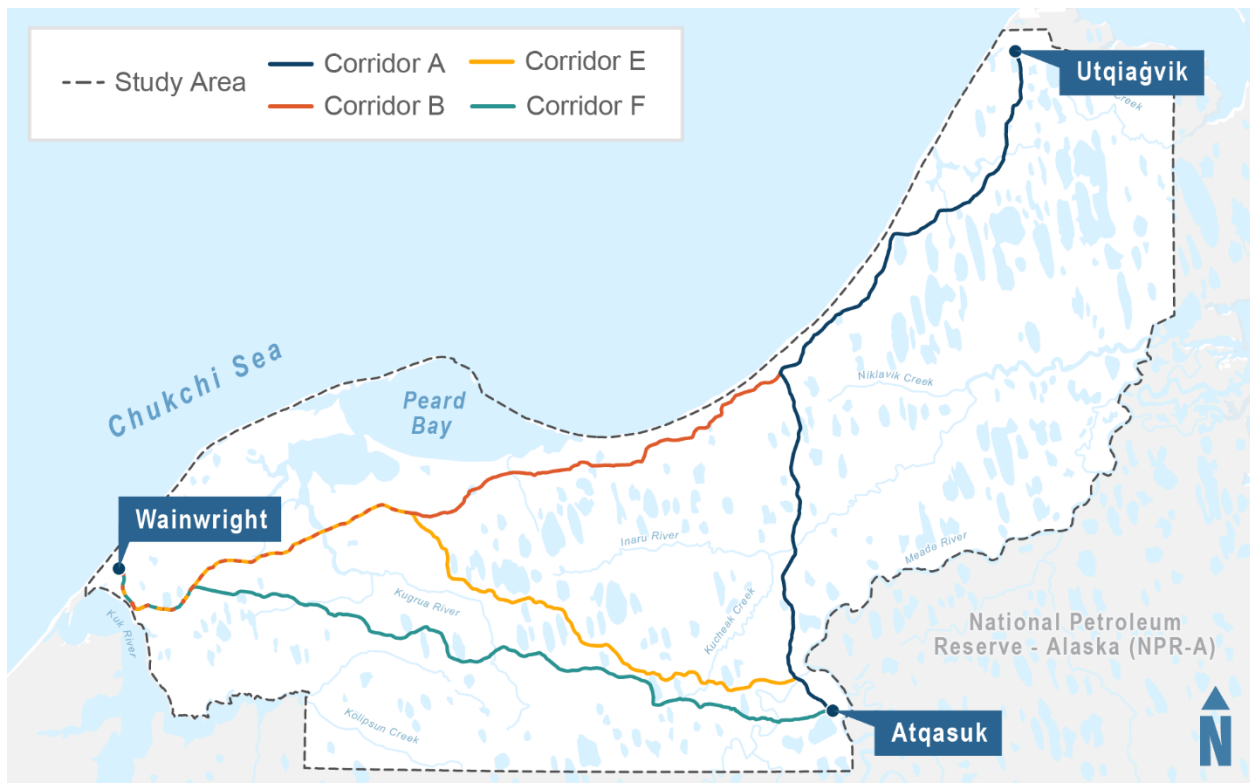 Study Area
Corridor A
Corridor E
Corridor B
Corridor F
Utqiaġvik
Creek
Chukchi Sea
Peard
Bay
Niklavik Creek
Wainwright
Inaru River
Meade River
Kuk River
Kugrua River
Kucheak Creek
National Petroleum
Reserve - Alaska (NPR-A)
Kolipsun Creek
Atqasuk
N